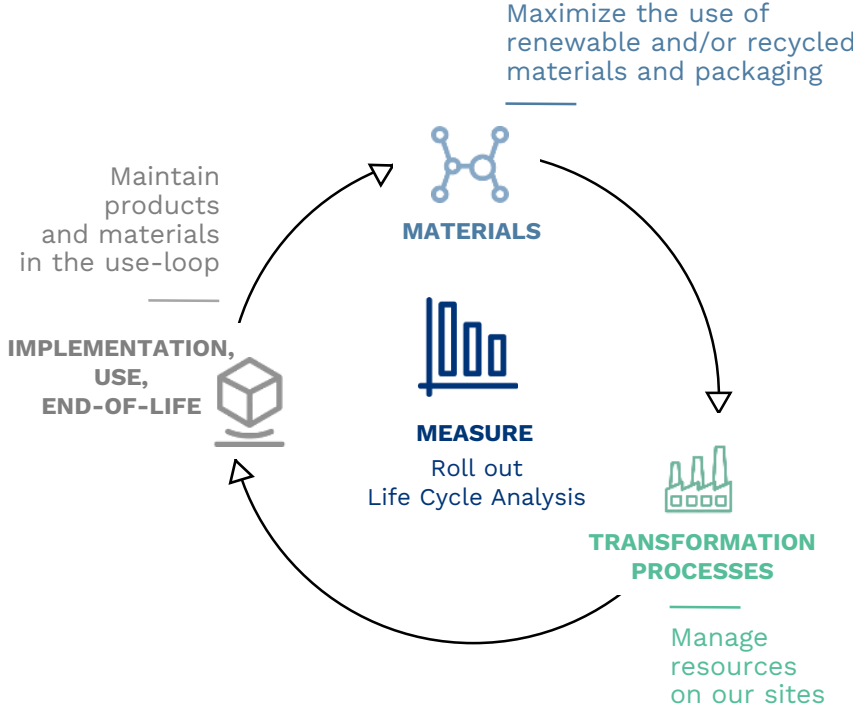 Maximize the use of
renewable and/or recycled
materials and packaging
MATERIALS
Maintain
products
and materials
in the use-loop
IMPLEMENTATION,
USE,
END-OF-LIFE
MEASURE
Roll out
Life Cycle Analysis
TRANSFORMATION
PROCESSES
Manage
resources
on our sites